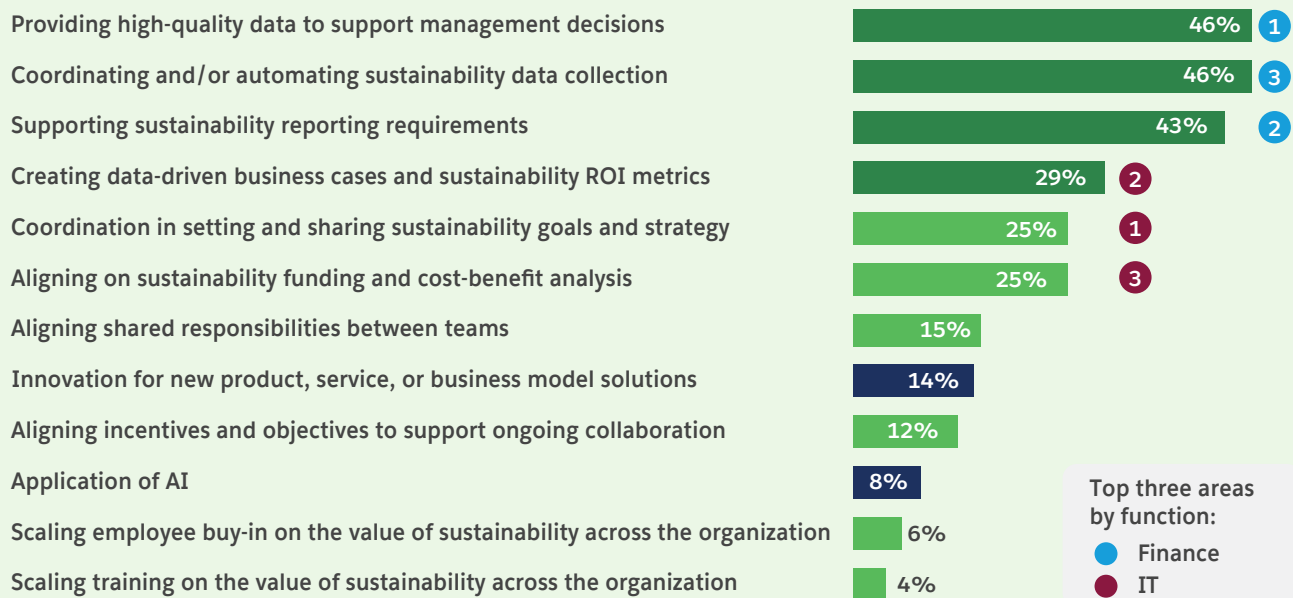 Providing high-quality data to support management decisions 46% 1
Coordinating and/or automating sustainability data collection 46% 3
Supporting sustainability reporting requirements 43% 2
Creating data-driven business cases and sustainability ROI metrics 29% 2
Coordination in setting and sharing sustainability goals and strategy 25% 1
Aligning on sustainability funding and cost-benefit analysis 25% 3
Aligning shared responsibilities between teams 15%
Innovation for new product, service, or business model solutions 14%
Aligning incentives and objectives to support ongoing collaboration 12%
Application of AI 8%
Scaling employee buy-in on the value of sustainability across the organization 6%
Scaling training on the value of sustainability across the organization 4%
Top three areas
by function:
Finance
IT